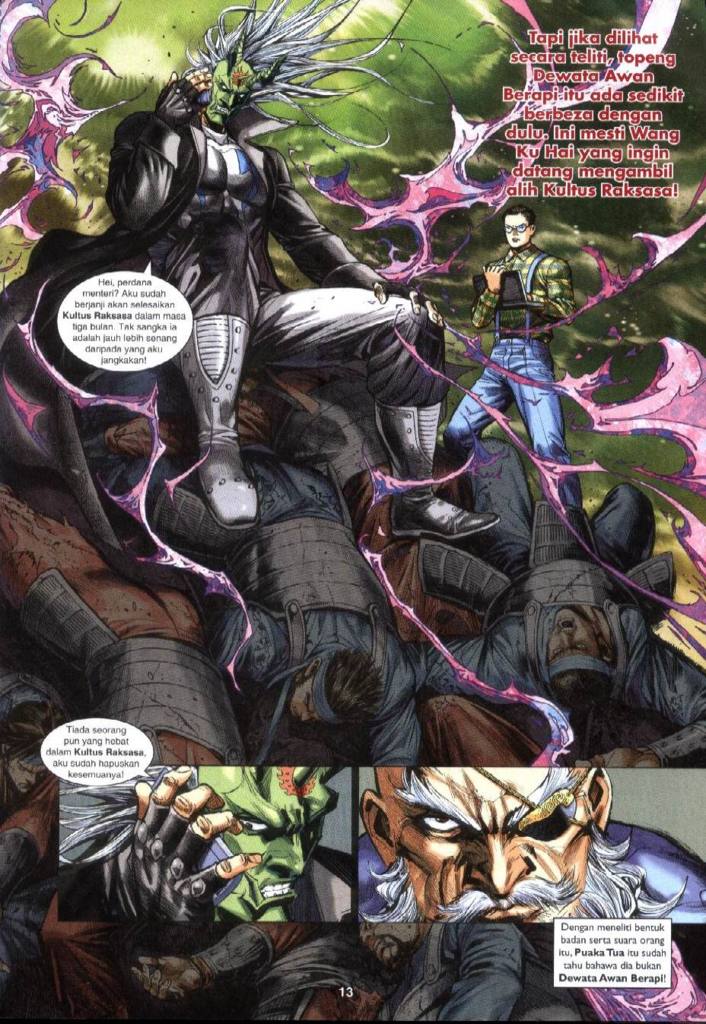 Tapi jika dilihat
secara teliti, topeng
Dewata Awan
Berapi itu ada sedikit
berbeza dengan
dulu. Ini mesti Wang
Ku Hai yang ingin
datang mengambil
alih Kultus Raksasa!
Hei, perdana
menteri? Aku sudah
berjanji akan selesaikan
Kultus Raksasa dalam masa
tiga bulan. Tak sangka ia
adalah jauh lebih senang
daripada yang aku
jangkakan!
Tiada seorang
pun yang hebat
dalam Kultus Raksasa,
aku sudah hapuskan
kesemuanya!
Dengan meneliti bentuk
badan serta suara orang
itu, Puaka Tua itu sudah
tahu bahawa dia bukan
Dewata Awan Berapi!
13